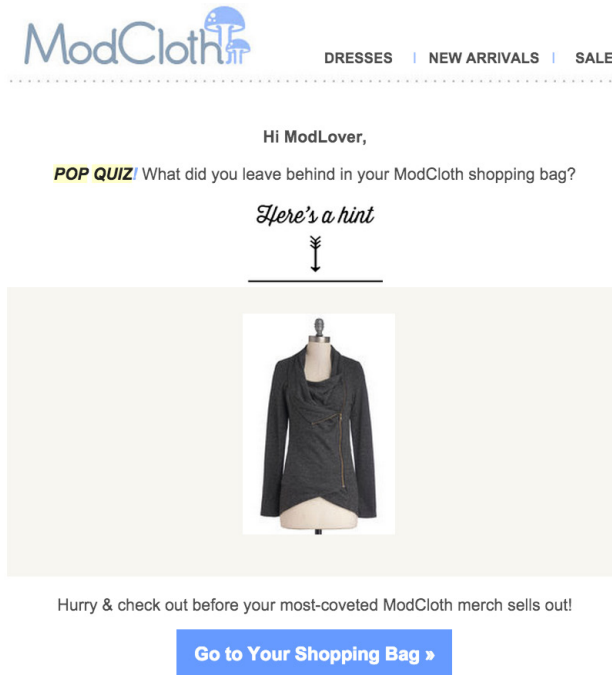 ModCloth
DRESSES | NEW ARRIVALS | SALE
Hi ModLover,
POP QUIZ! What did you leave behind in your ModCloth shopping bag?
Here's a hint
Hurry & check out before your most-coveted ModCloth merch sells out!
Go to Your Shopping Bag »